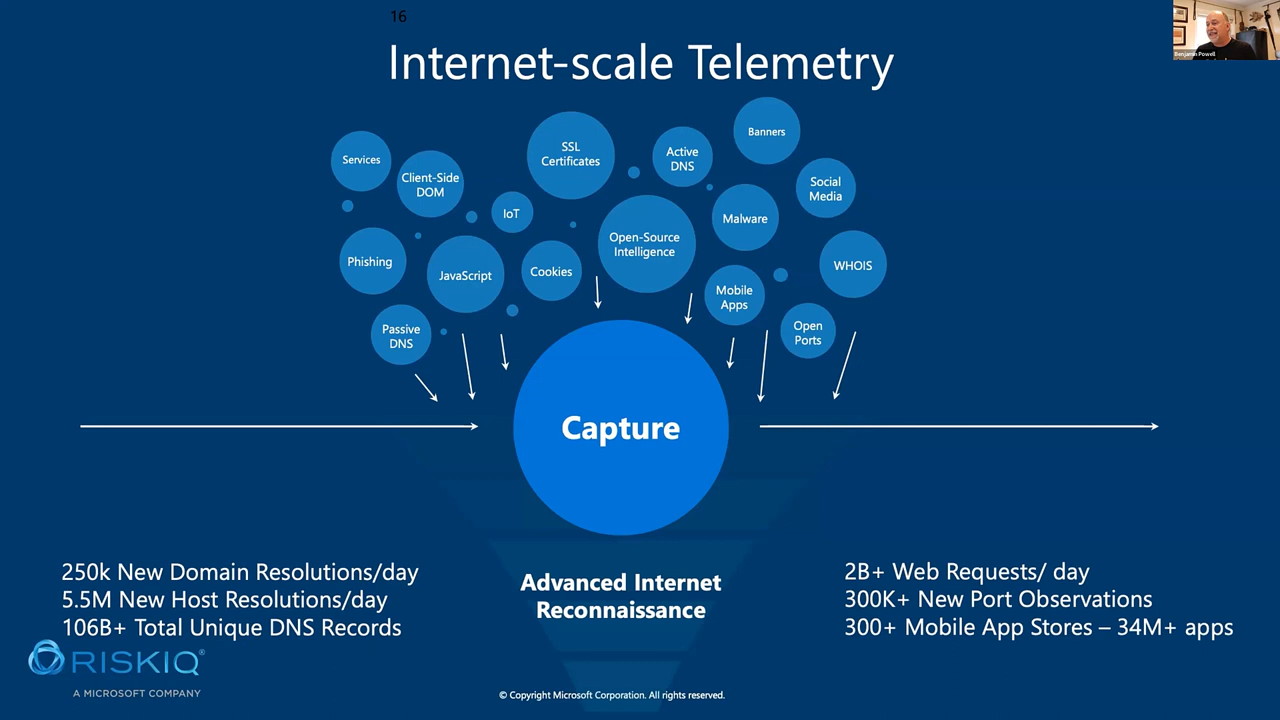 16
Internet-scale Telemetry
Benjamin Powell
Services
Client-Side
DOM
IoT
SSL
Certificates
Active
DNS
Banners
Social
Media
Malware
Open-Source
Intelligence
Phishing
JavaScript
Cookies
WHOIS
Mobile
Apps
Passive
DNS
Open
Ports
Capture
250k New Domain Resolutions/day
5.5M New Host Resolutions/day
106B+ Total Unique DNS Records
Advanced Internet
Reconnaissance
2B+ Web Requests/ day
300K+ New Port Observations
300+ Mobile App Stores – 34M+ apps
RISKIQ®
A MICROSOFT COMPANY
© Copyright Microsoft Corporation. All rights reserved.